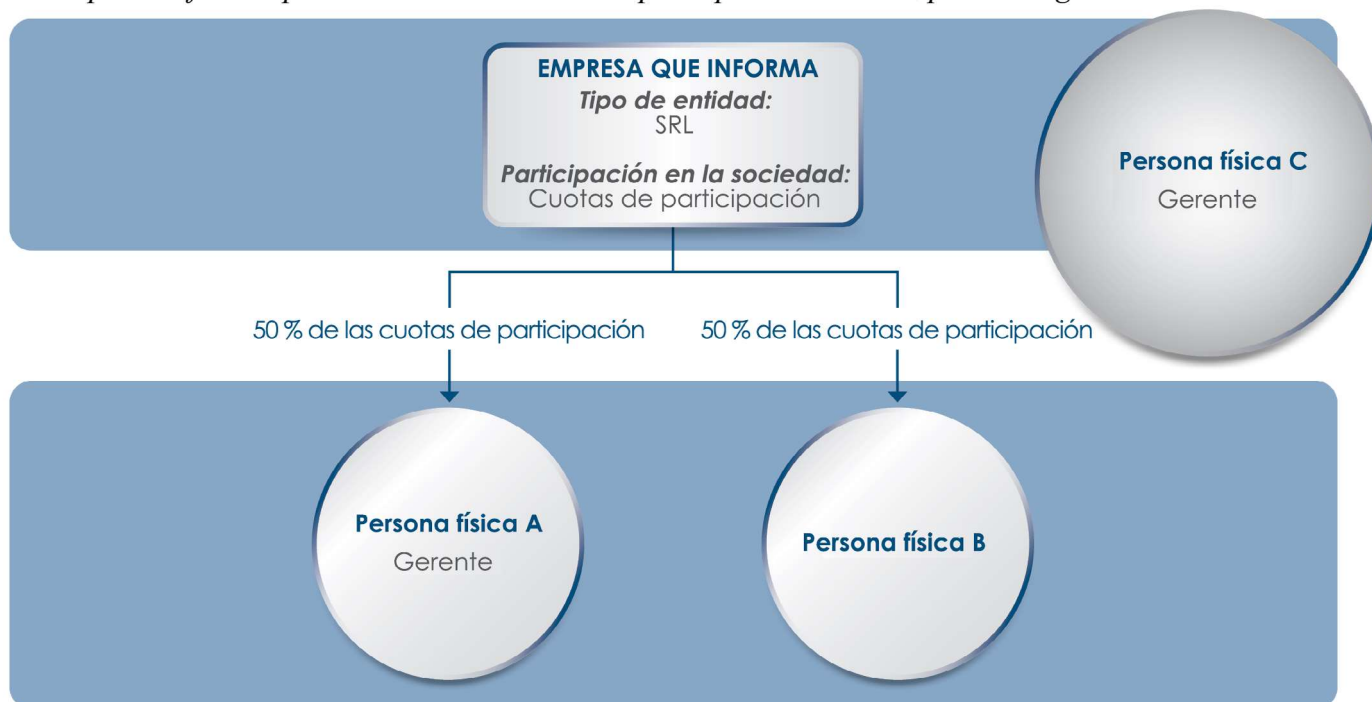 EMPRESA QUE INFORMA
Tipo de entidad:
SRL
Participación en la sociedad:
Cuotas de participación
Persona física C
Gerente
50 % de las cuotas de participación
50 % de las cuotas de participación
Persona física A
Gerente
Persona física B